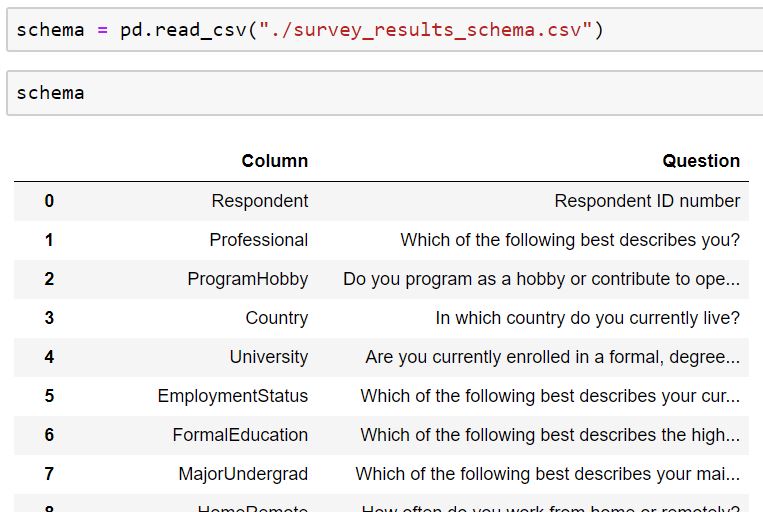 schema = pd.read_csv("./survey_results_schema.csv")
schema
Column Question
0 Respondent Respondent ID number
1 Professional Which of the following best describes you?
2 ProgramHobby Do you program as a hobby or contribute to ope...
3 Country In which country do you currently live?
4 University Are you currently enrolled in a formal, degree...
5 EmploymentStatus Which of the following best describes your cur...
6 FormalEducation Which of the following best describes the high...
7 MajorUndergrad Which of the following best describes your mai...
8 HomeRemote How often do you work from home or remotely?